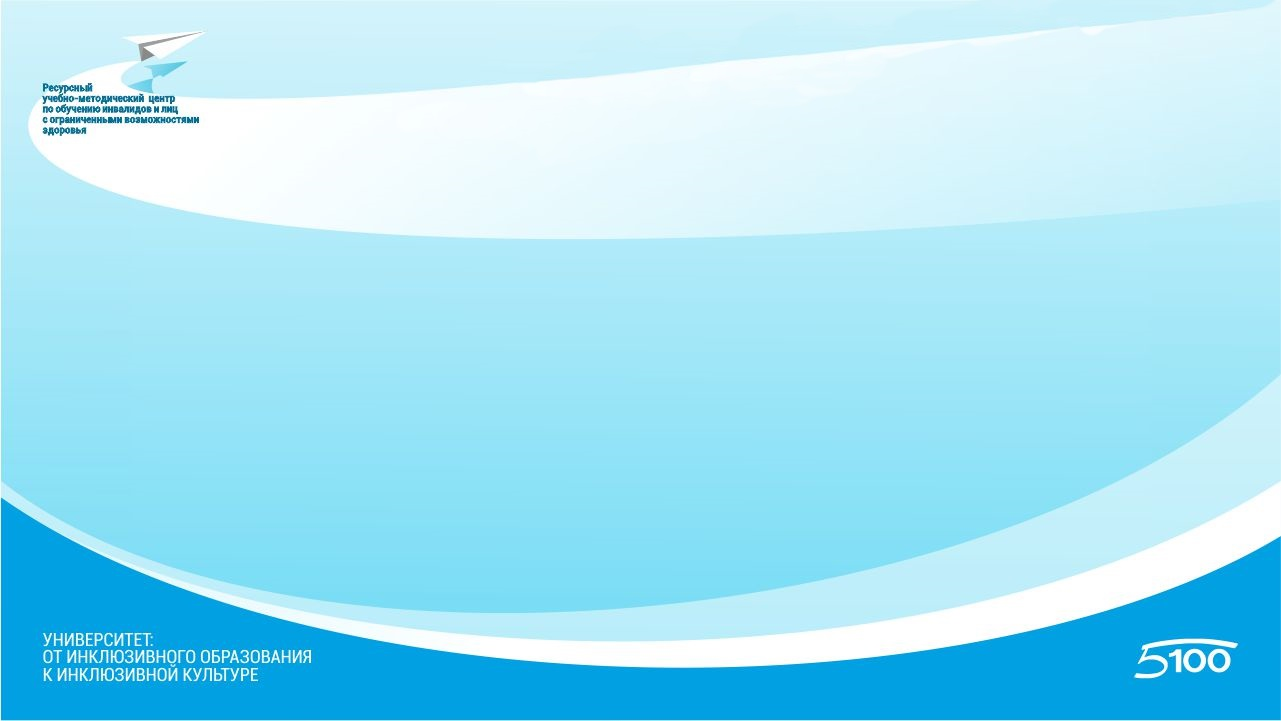 Ресурсный
учебно-методический центр
по обучению инвалидов и лиц
с ограниченными возможностями
здоровья
УНИВЕРСИТЕТ:
ОТ ИНКЛЮЗИВНОГО ОБРАЗОВАНИЯ
К ИНКЛЮЗИВНОЙ КУЛЬТУРЕ
5100